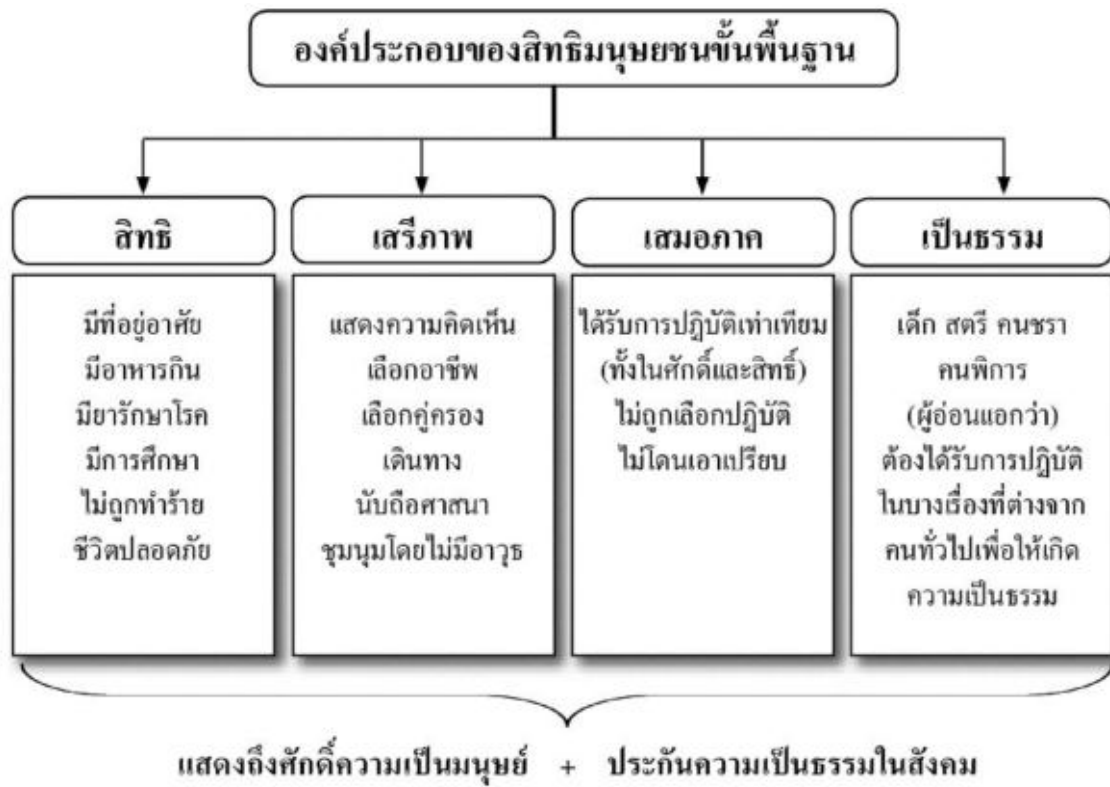 องค์ประกอบของสิทธิมนุษยชนขั้นพื้นฐาน
สิทธิ
มีที่อยู่อาศัย
มีอาหารกิน
มียารักษาโรค
มีการศึกษา
ไม่ถูกทำร้าย
ชีวิตปลอดภัย
เสรีภาพ
แสดงความคิดเห็น
เลือกอาชีพ
เลือกคู่ครอง
เดินทาง
นับถือศาสนา
ชุมนุมโดยไม่มีอาวุธ
เสมอภาค
ได้รับการปฏิบัติเท่าเทียม
(ทั้งในศักดิ์และสิทธิ์)
ไม่ถูกเลือกปฏิบัติ
ไม่โดนเอาเปรียบ
เป็นธรรม
เด็ก สตรี คนชรา
คนพิการ
(ผู้อ่อนแอกว่า)
ต้องได้รับการปฏิบัติ
ในบางเรื่องที่ต่างจาก
คนทั่วไปเพื่อให้เกิด
ความเป็นธรรม
แสดงถึงศักดิ์ความเป็นมนุษย์ + ประกันความเป็นธรรมในสังคม